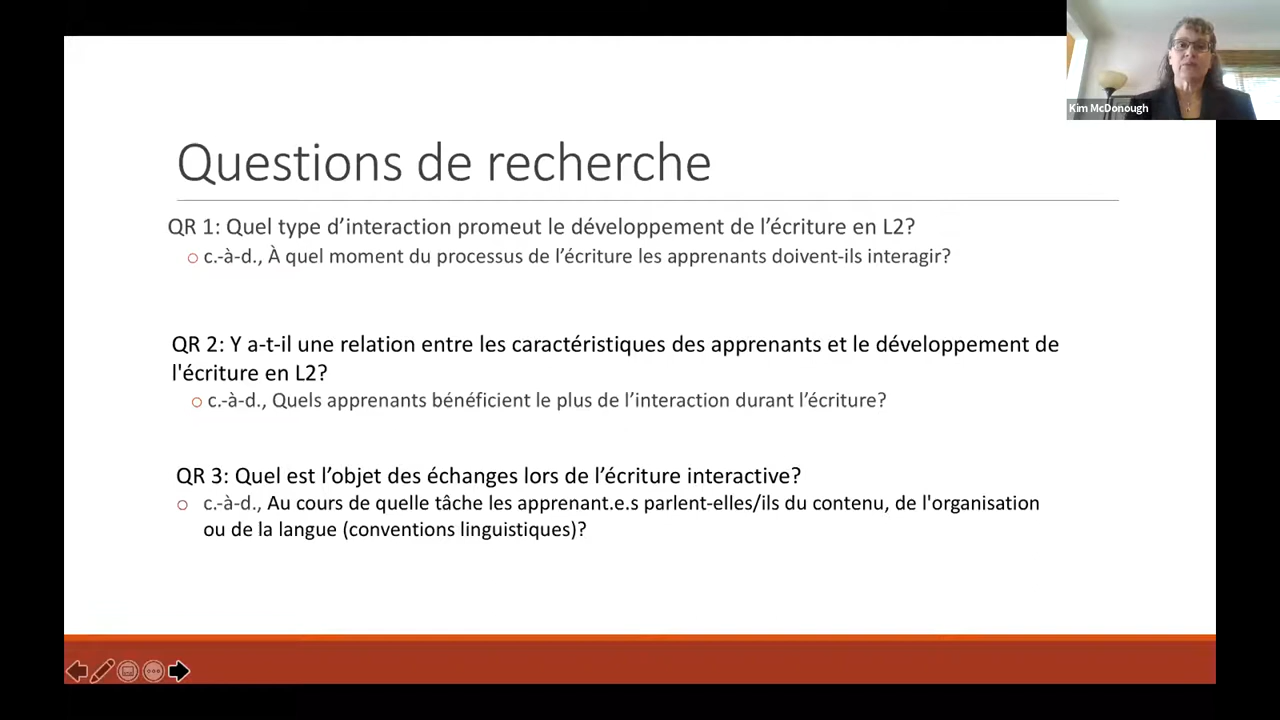 Kim McDonough
Questions de recherche
QR 1: Quel type d’interaction promeut le développement de l’écriture en L2?
c.-à-d., À quel moment du processus de l’écriture les apprenants doivent-ils interagir?
QR 2: Y a-t-il une relation entre les caractéristiques des apprenants et le développement de
l'écriture en L2?
c.-à-d., Quels apprenants bénéficient le plus de l’interaction durant l’écriture?
QR 3: Quel est l’objet des échanges lors de l’écriture interactive?
c.-à-d., Au cours de quelle tâche les apprenant.e.s parlent-elles/ils du contenu, de l'organisation
ou de la langue (conventions linguistiques)?